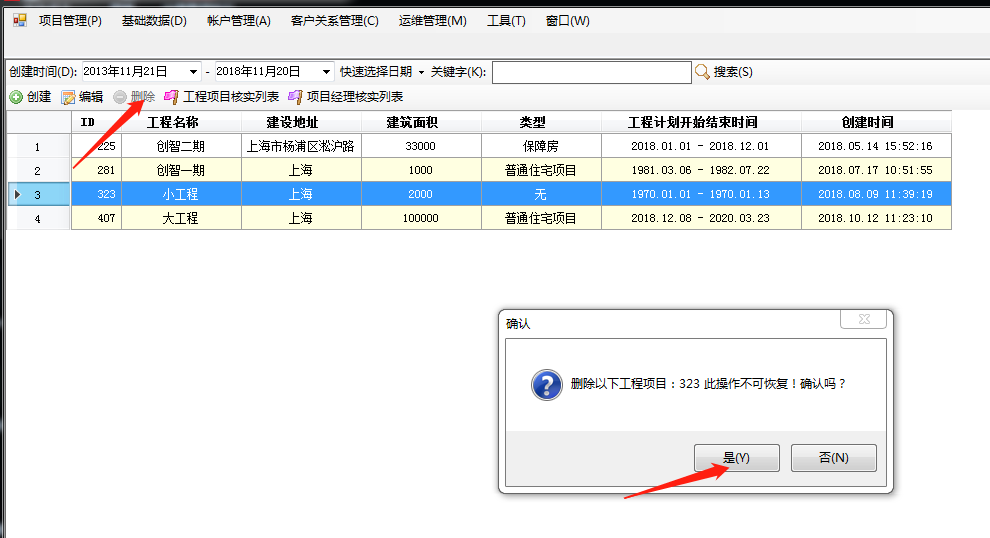 项目管理(P) 基础数据(D) 帐户管理(A) 客户关系管理(C) 运维管理(M) 工具(T) 窗口(W)
创建时间(D): 2013年11月21日 - 2018年11月20日 快速选择日期 关键字(K): 搜索(S)
创建 编辑 删除 工程项目核实列表 项目经理核实列表
ID 工程名称 建设地址 建筑面积 类型 工程计划开始结束时间 创建时间
1 225 创智二期 上海市杨浦区淞沪路 33000 保障房 2018.01.01 - 2018.12.01 2018.05.14 15:52:16
2 281 创智一期 上海 1000 普通住宅项目 1981.03.06 - 1982.07.22 2018.07.17 10:51:55
3 323 小工程 上海 2000 无 1970.01.01 - 1970.01.13 2018.08.09 11:39:19
4 407 大工程 上海 100000 普通住宅项目 2018.12.08 - 2020.03.23 2018.10.12 11:23:10
确认
删除以下工程项目：323 此操作不可恢复！确认吗？
是(Y) 否(N)